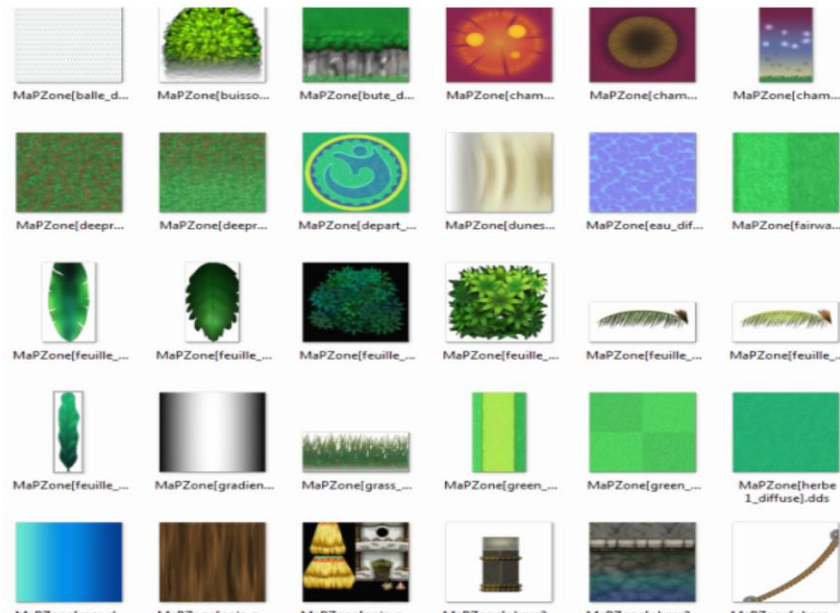 MaPZone[balle_d... MaPZone[buisso... MaPZone[bute_d... MaPZone[cham... MaPZone[cham... MaPZone[cham...
MaPZone[deepr... MaPZone[deepr... MaPZone[depart_... MaPZone[dunes... MaPZone[eau_dif... MaPZone[fairwa...
MaPZone[feuille_... MaPZone[feuille_... MaPZone[feuille_... MaPZone[feuille_... MaPZone[feuille_... MaPZone[feuille_...
MaPZone[feuille_... MaPZone[gradien... MaPZone[grass_... MaPZone[green_... MaPZone[green_... MaPZone[herbe
1_diffuse].dds